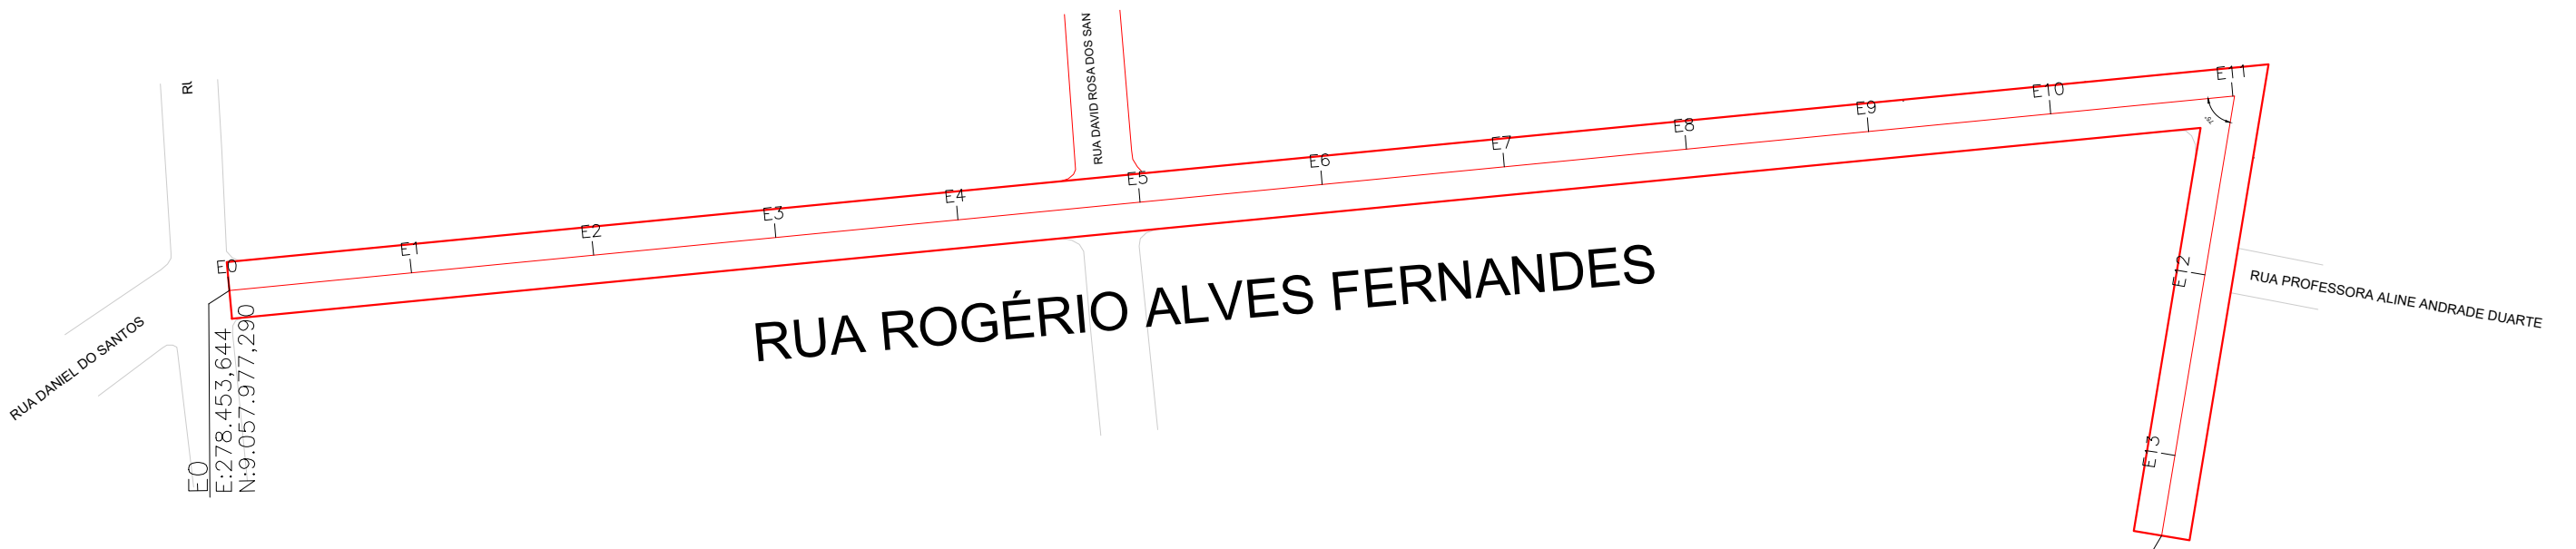 RUA DAVID ROSA DOS SAN
E11
E10
E9
E8
E7
E6
E5
E4
E3
E2
E1
E0
E12
E13
RUA PROFESSORA ALINE ANDRADE DUARTE
RUA ROGÉRIO ALVES FERNANDES
RUA DANIEL DO SANTOS
E0
E:278.453,644
N:9.057.977,290